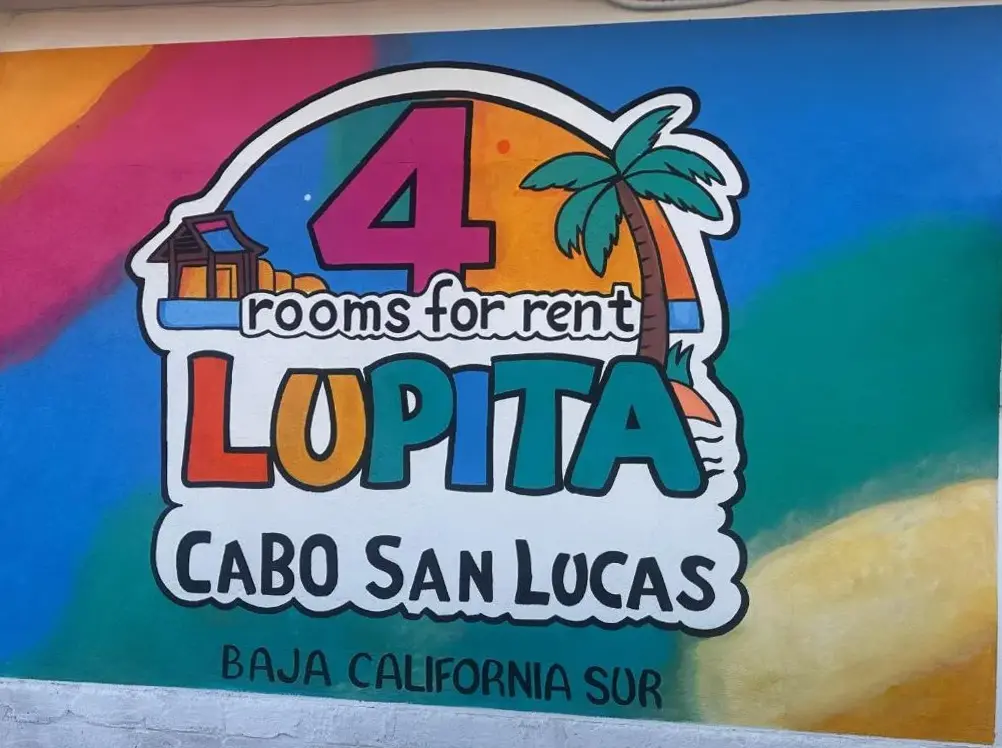 4
rooms for rent
LUPITA
CABO SAN LUCAS
BAJA CALIFORNIA SUR